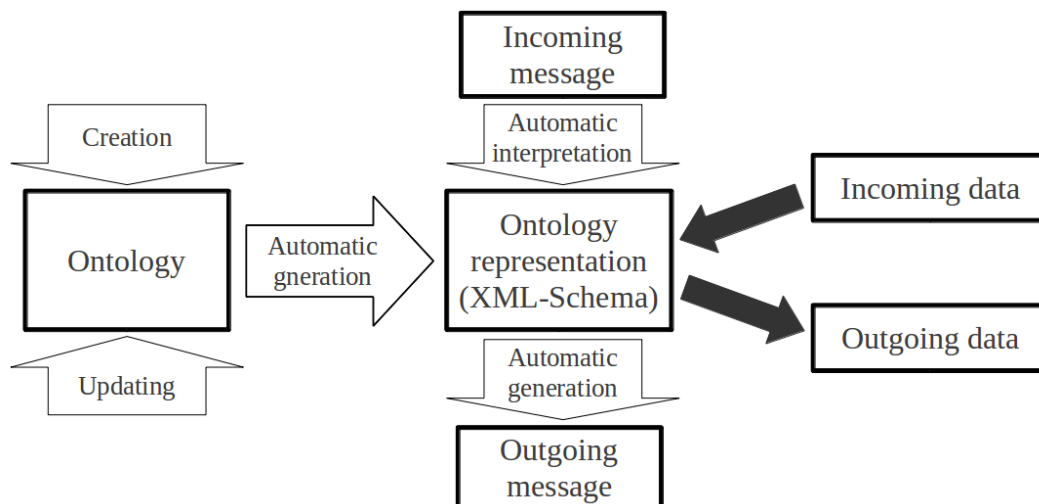 Incoming
message
Creation
Automatic
interpretation
Incoming data
Ontology
Automatic
gneration
Ontology
representation
(XML-Schema)
Outgoing data
Updating
Automatic
generation
Outgoing
message